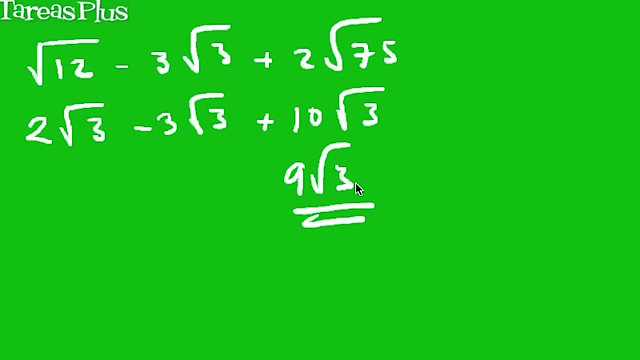 TareasPlus
√12 - 3√3 + 2√75
2√3 - 3√3 + 10√3
9√3